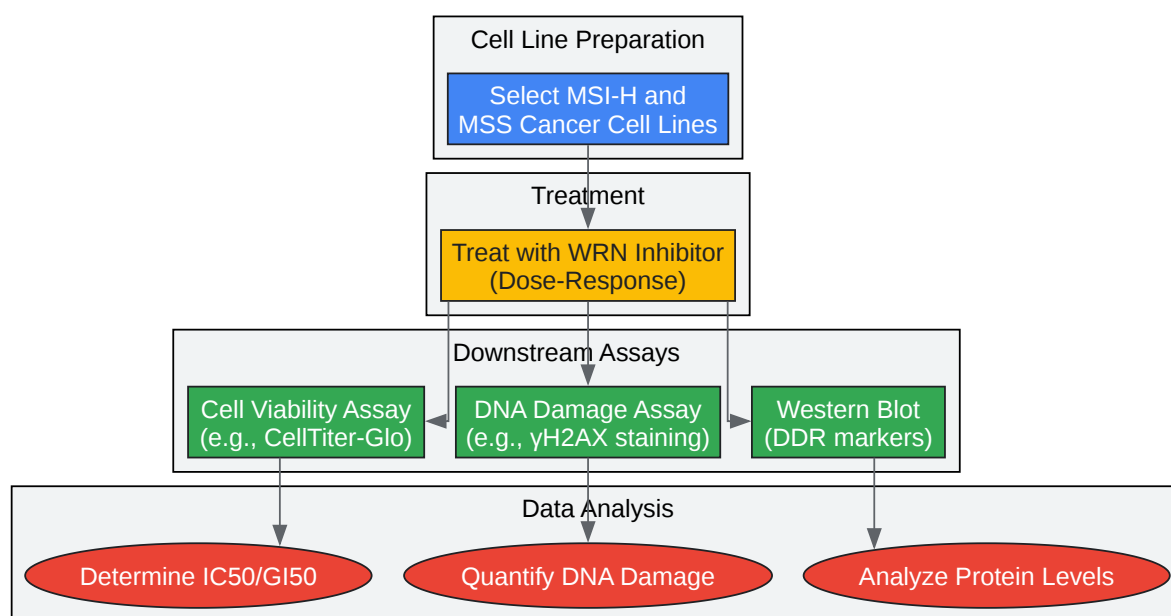 Cell Line Preparation
Select MSI-H and
MSS Cancer Cell Lines
Treatment
Treat with WRN Inhibitor
(Dose-Response)
Downstream Assays
Cell Viability Assay
(e.g., CellTiter-Glo)
DNA Damage Assay
(e.g., γH2AX staining)
Western Blot
(DDR markers)
Data Analysis
Determine IC50/GI50
Quantify DNA Damage
Analyze Protein Levels